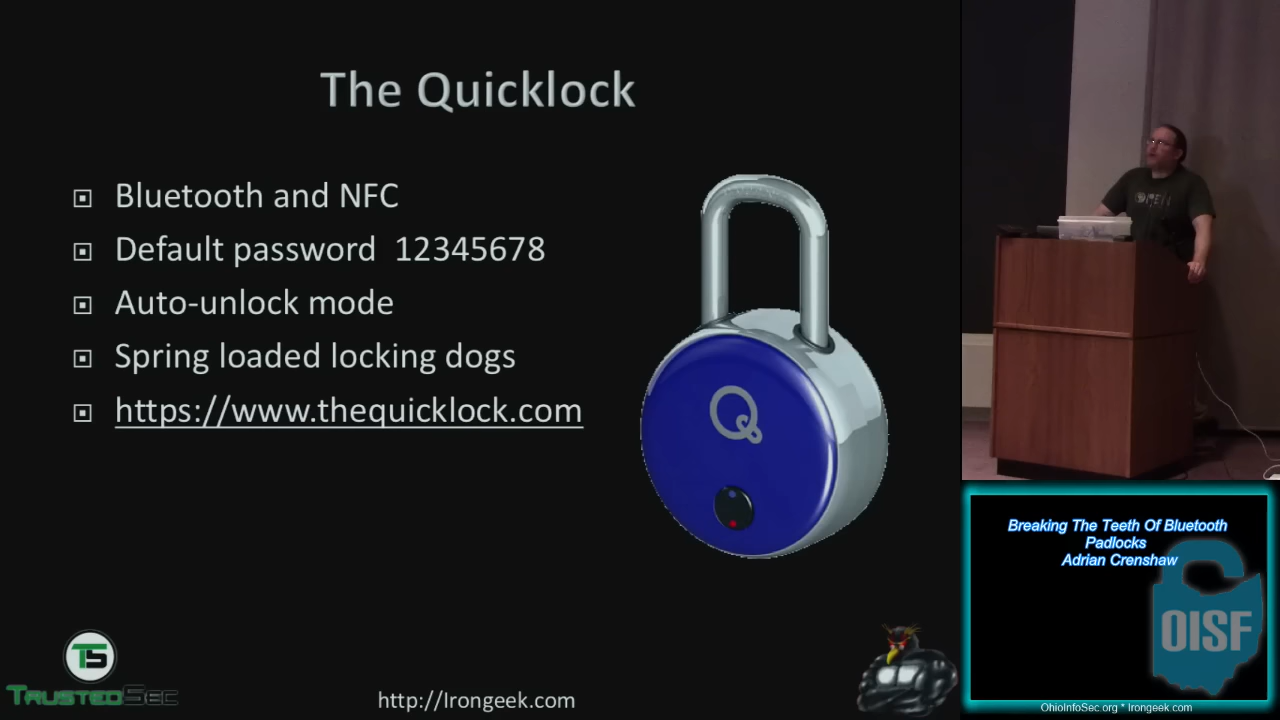 The Quicklock
Bluetooth and NFC
Default password 12345678
Auto-unlock mode
Spring loaded locking dogs
https://www.thequicklock.com
Q
TS
TRUSTEDSEC
http://Irongeek.com
Breaking The Teeth Of Bluetooth
Padlocks
Adrian Crenshaw
OISF
OhioInfoSec.org * Irongeek.com